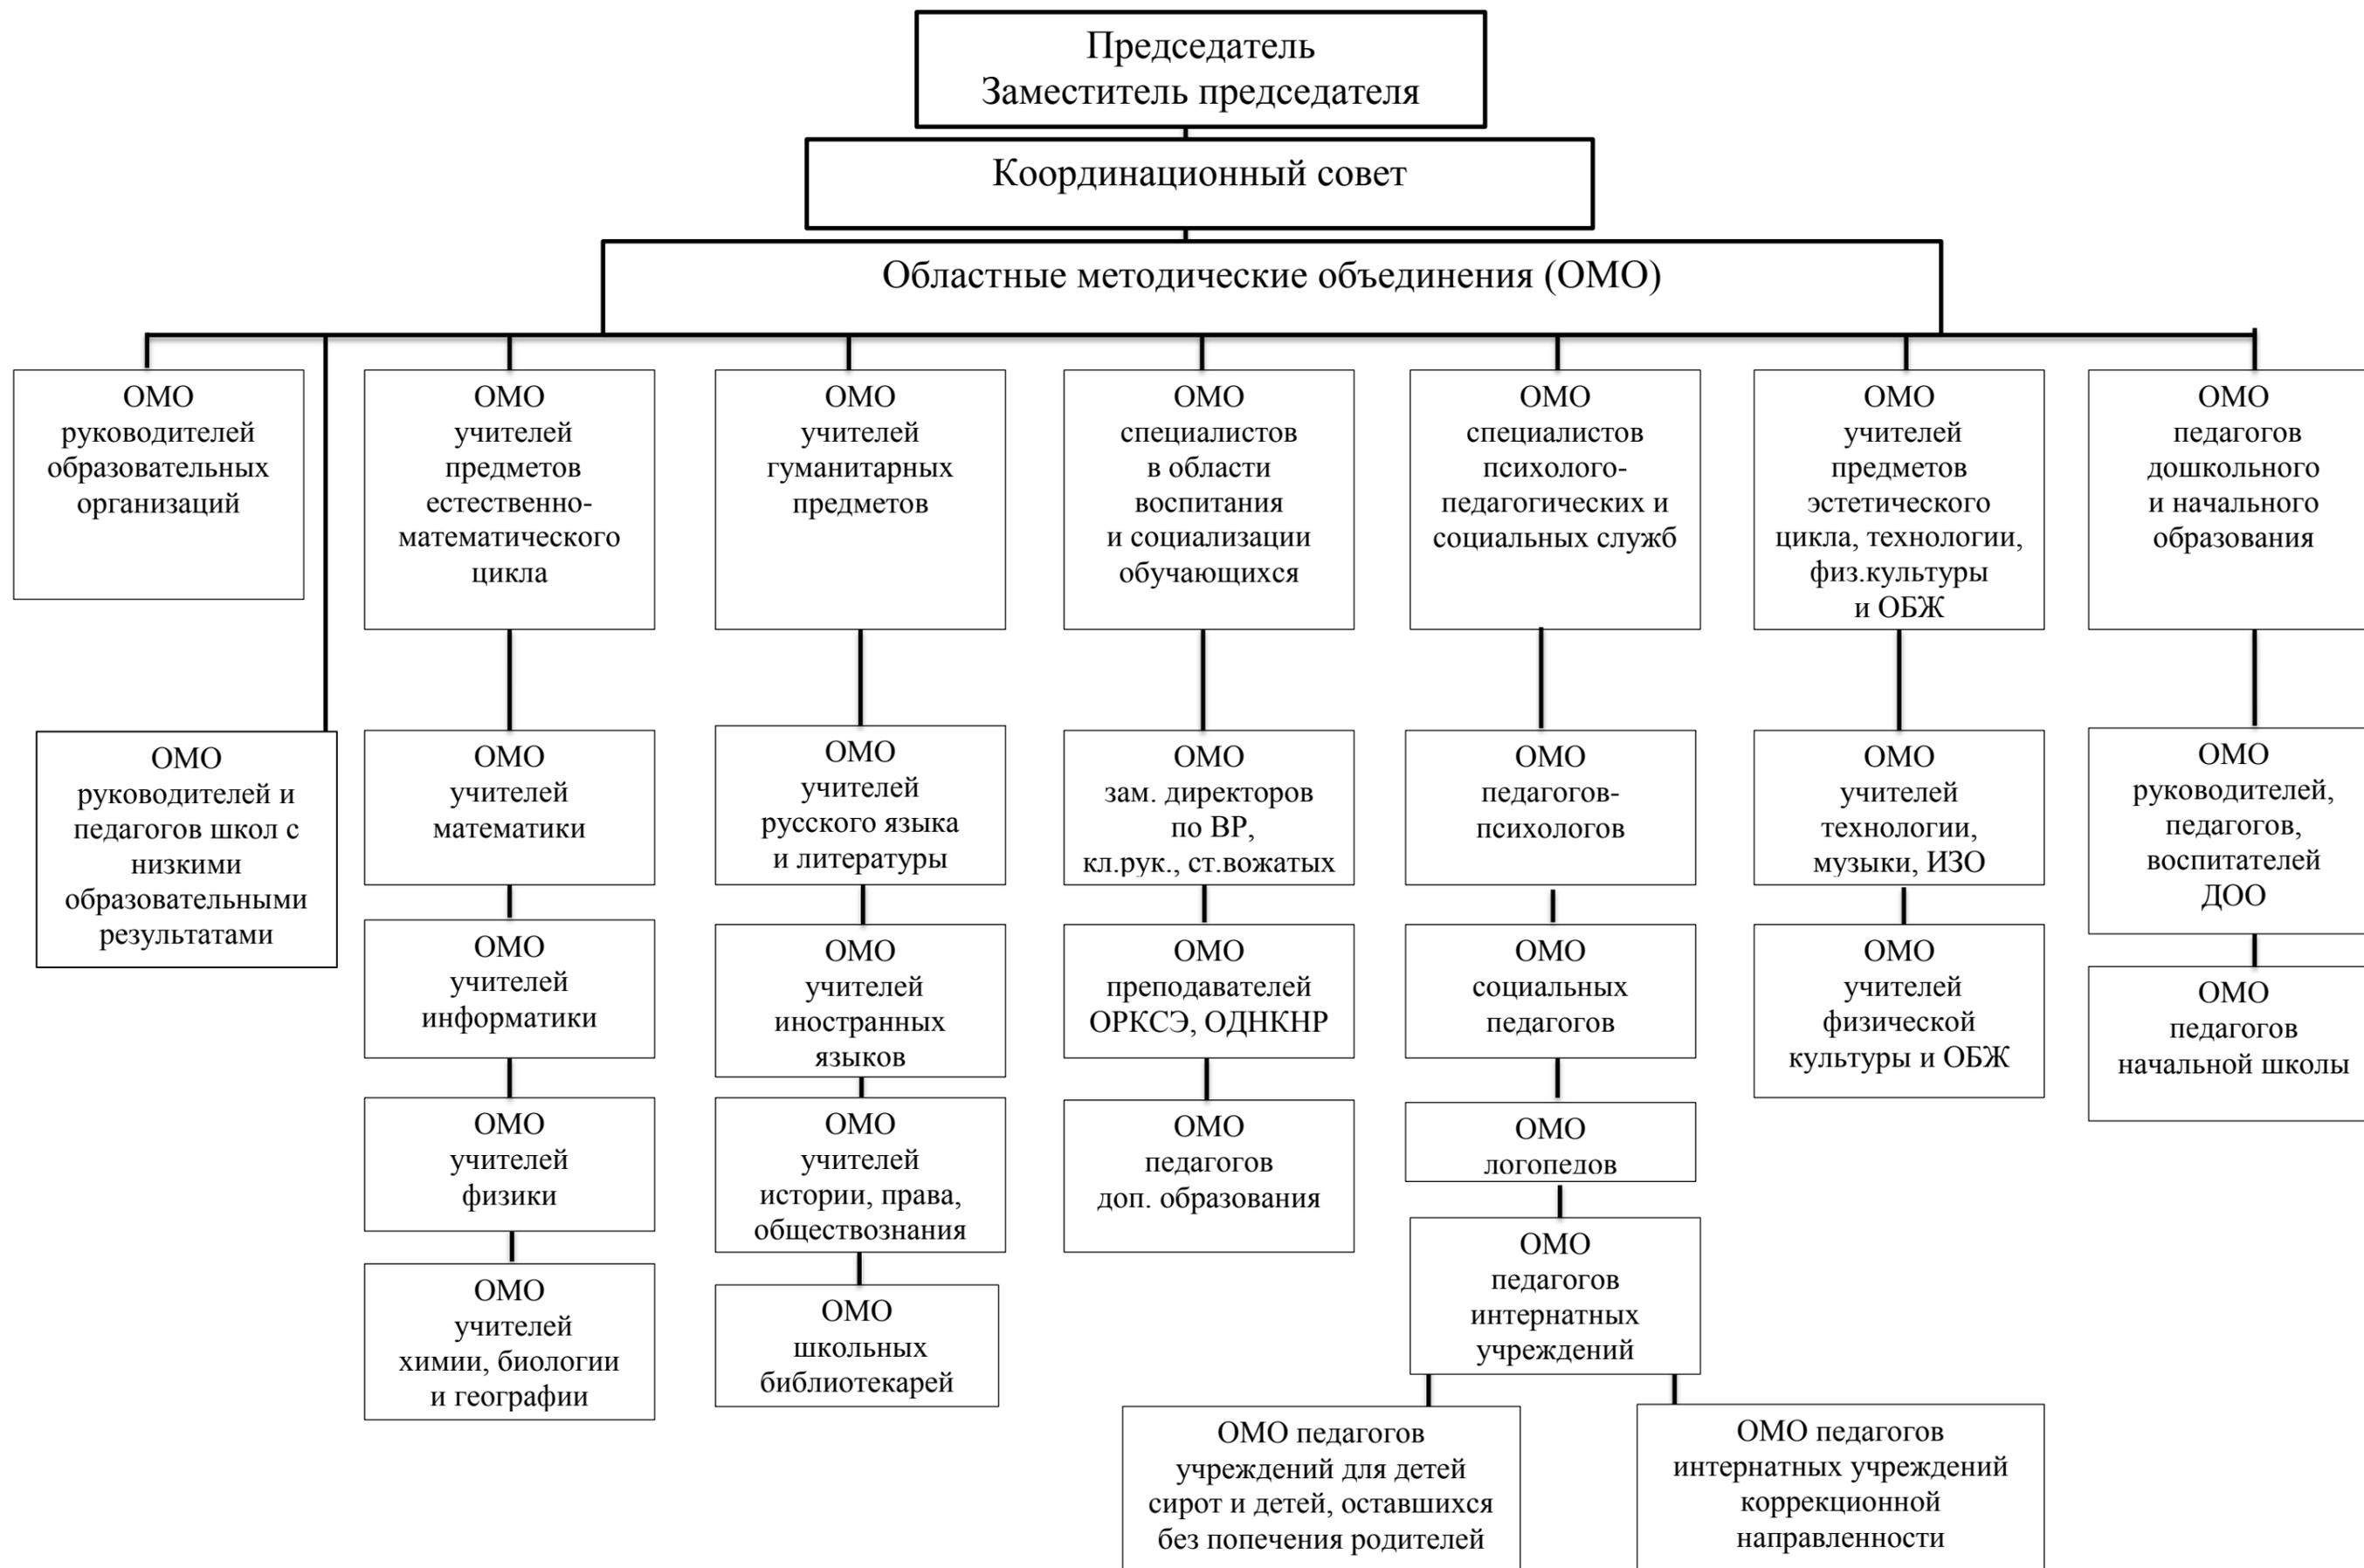 Председатель
Заместитель председателя
Координационный совет
Областные методические объединения (ОМО)
ОМО
руководителей
образовательных
организаций
ОМО
учителей
предметов
естественно-
математического
цикла
ОМО
учителей
гуманитарных
предметов
ОМО
специалистов
в области
воспитания
и социализации
обучающихся
ОМО
специалистов
психолого-
педагогических и
социальных служб
ОМО
учителей
предметов
эстетического
цикла, технологии,
физ.культуры
и ОБЖ
ОМО
педагогов
дошкольного
и начального
образования
ОМО
руководителей и
педагогов школ с
низкими
образовательными
результатами
ОМО
учителей
математики
ОМО
учителей
русского языка
и литературы
ОМО
зам. директоров
по ВР,
кл.рук., ст.вожатых
ОМО
педагогов-
психологов
ОМО
учителей
технологии,
музыки, ИЗО
ОМО
руководителей,
педагогов,
воспитателей
ДОО
ОМО
учителей
информатики
ОМО
учителей
иностранных
языков
ОМО
преподавателей
ОРКСЭ, ОДНКНР
ОМО
социальных
педагогов
ОМО
учителей
физической
культуры и ОБЖ
ОМО
педагогов
начальной школы
ОМО
учителей
физики
ОМО
учителей
истории, права,
обществознания
ОМО
педагогов
доп. образования
ОМО
логопедов
ОМО
учителей
химии, биологии
и географии
ОМО
школьных
библиотекарей
ОМО
педагогов
интернатных
учреждений
ОМО педагогов
учреждений для детей
сирот и детей, оставшихся
без попечения родителей
ОМО педагогов
интернатных учреждений
коррекционной
направленности